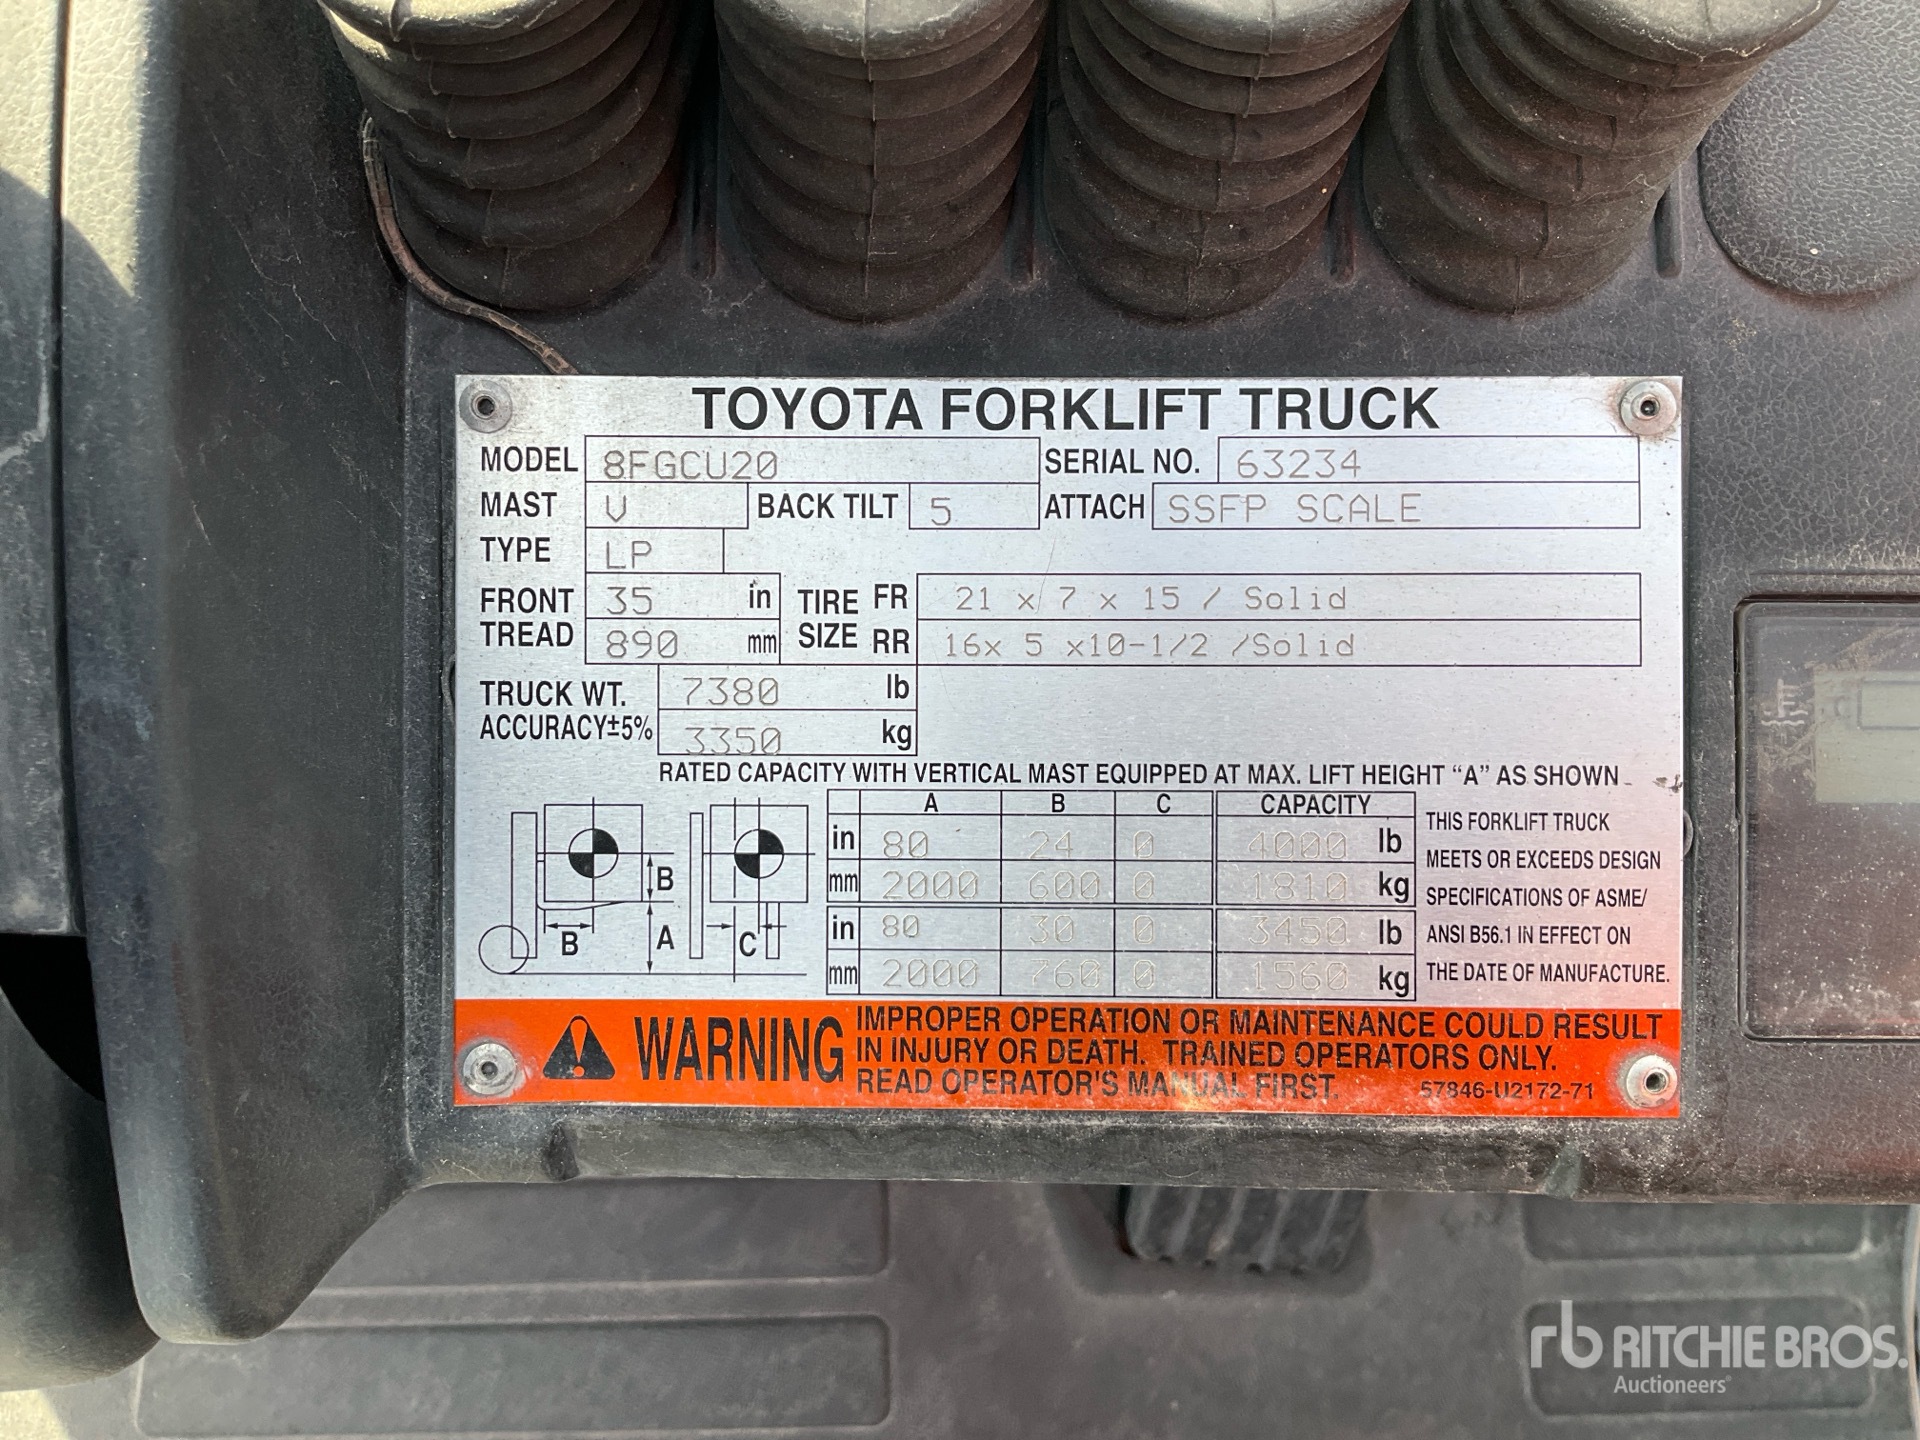 TOYOTA FORKLIFT TRUCK
MODEL 8FGCU20 SERIAL NO. 63234
MAST V BACK TILT 5 ATTACH SSFP SCALE
TYPE LP
FRONT TREAD 35 in TIRE SIZE FR 21 x 7 x 15 / Solid
890 mm RR 16x 5 x10-1/2 /Solid
TRUCK WT. 7380 lb
ACCURACY±5% 3350 kg
RATED CAPACITY WITH VERTICAL MAST EQUIPPED AT MAX. LIFT HEIGHT “A” AS SHOWN
A B C CAPACITY
in 80 24 0 4000 lb
mm 2000 600 0 1810 kg
in 80 30 0 3450 lb
mm 2000 760 0 1560 kg
B
B A C
THIS FORKLIFT TRUCK
MEETS OR EXCEEDS DESIGN
SPECIFICATIONS OF ASME/
ANSI B56.1 IN EFFECT ON
THE DATE OF MANUFACTURE.
WARNING
IMPROPER OPERATION OR MAINTENANCE COULD RESULT
IN INJURY OR DEATH. TRAINED OPERATORS ONLY.
READ OPERATOR'S MANUAL FIRST. 57846-U2172-71
rb RITCHIE BROS.
Auctioneers